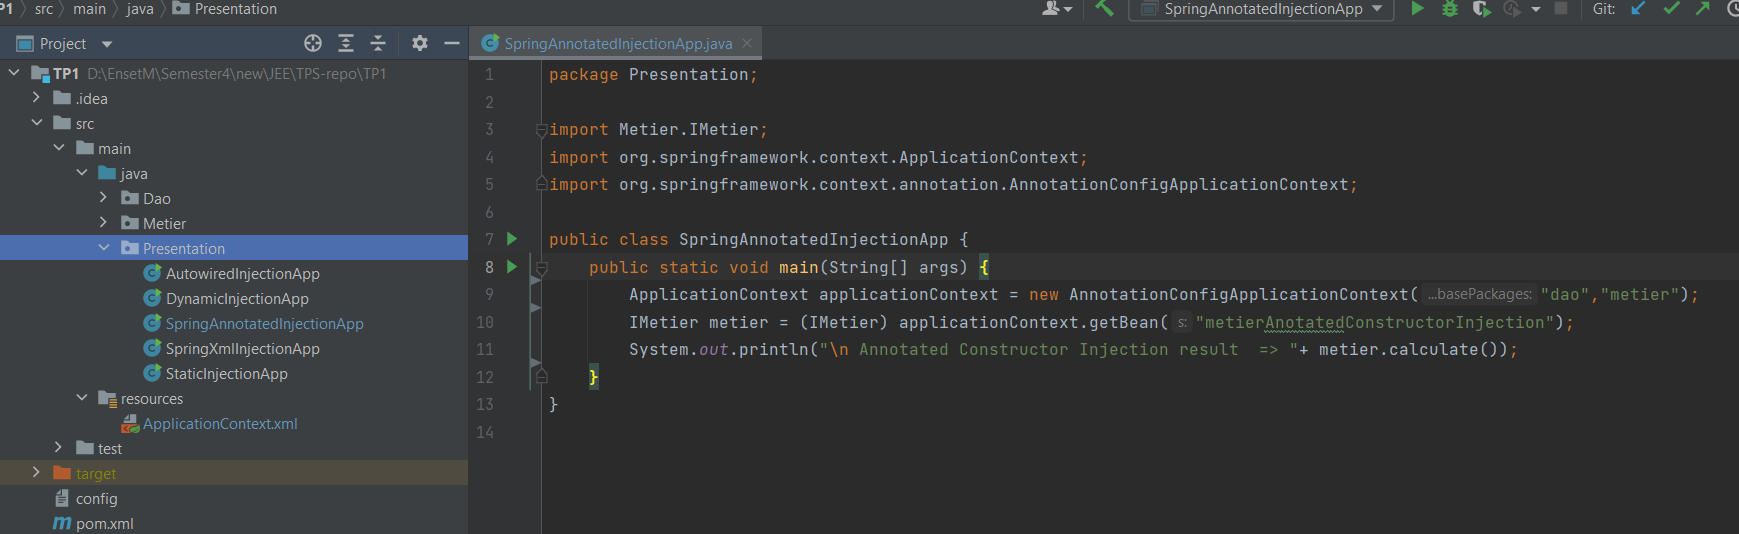 TP1 src main java Presentation SpringAnnotatedInjectionApp Git:
Project
TP1 D:\EnsetM\Semester4\new\JEE\TPS-repo\TP1
.idea
src
main
java
Dao
Metier
Presentation
AutowiredInjectionApp
DynamicInjectionApp
SpringAnnotatedInjectionApp
SpringXmlInjectionApp
StaticInjectionApp
resources
ApplicationContext.xml
test
target
config
pom.xml
SpringAnnotatedInjectionApp.java
1 package Presentation;
2
3 import Metier.IMetier;
4 import org.springframework.context.ApplicationContext;
5 import org.springframework.context.annotation.AnnotationConfigApplicationContext;
6
7 public class SpringAnnotatedInjectionApp {
8 public static void main(String[] args) {
9 ApplicationContext applicationContext = new AnnotationConfigApplicationContext( ...basePackages: "dao","metier");
10 IMetier metier = (IMetier) applicationContext.getBean( s: "metierAnotatedConstructorInjection");
11 System.out.println("\n Annotated Constructor Injection result  => "+ metier.calculate());
12 }
13 }
14